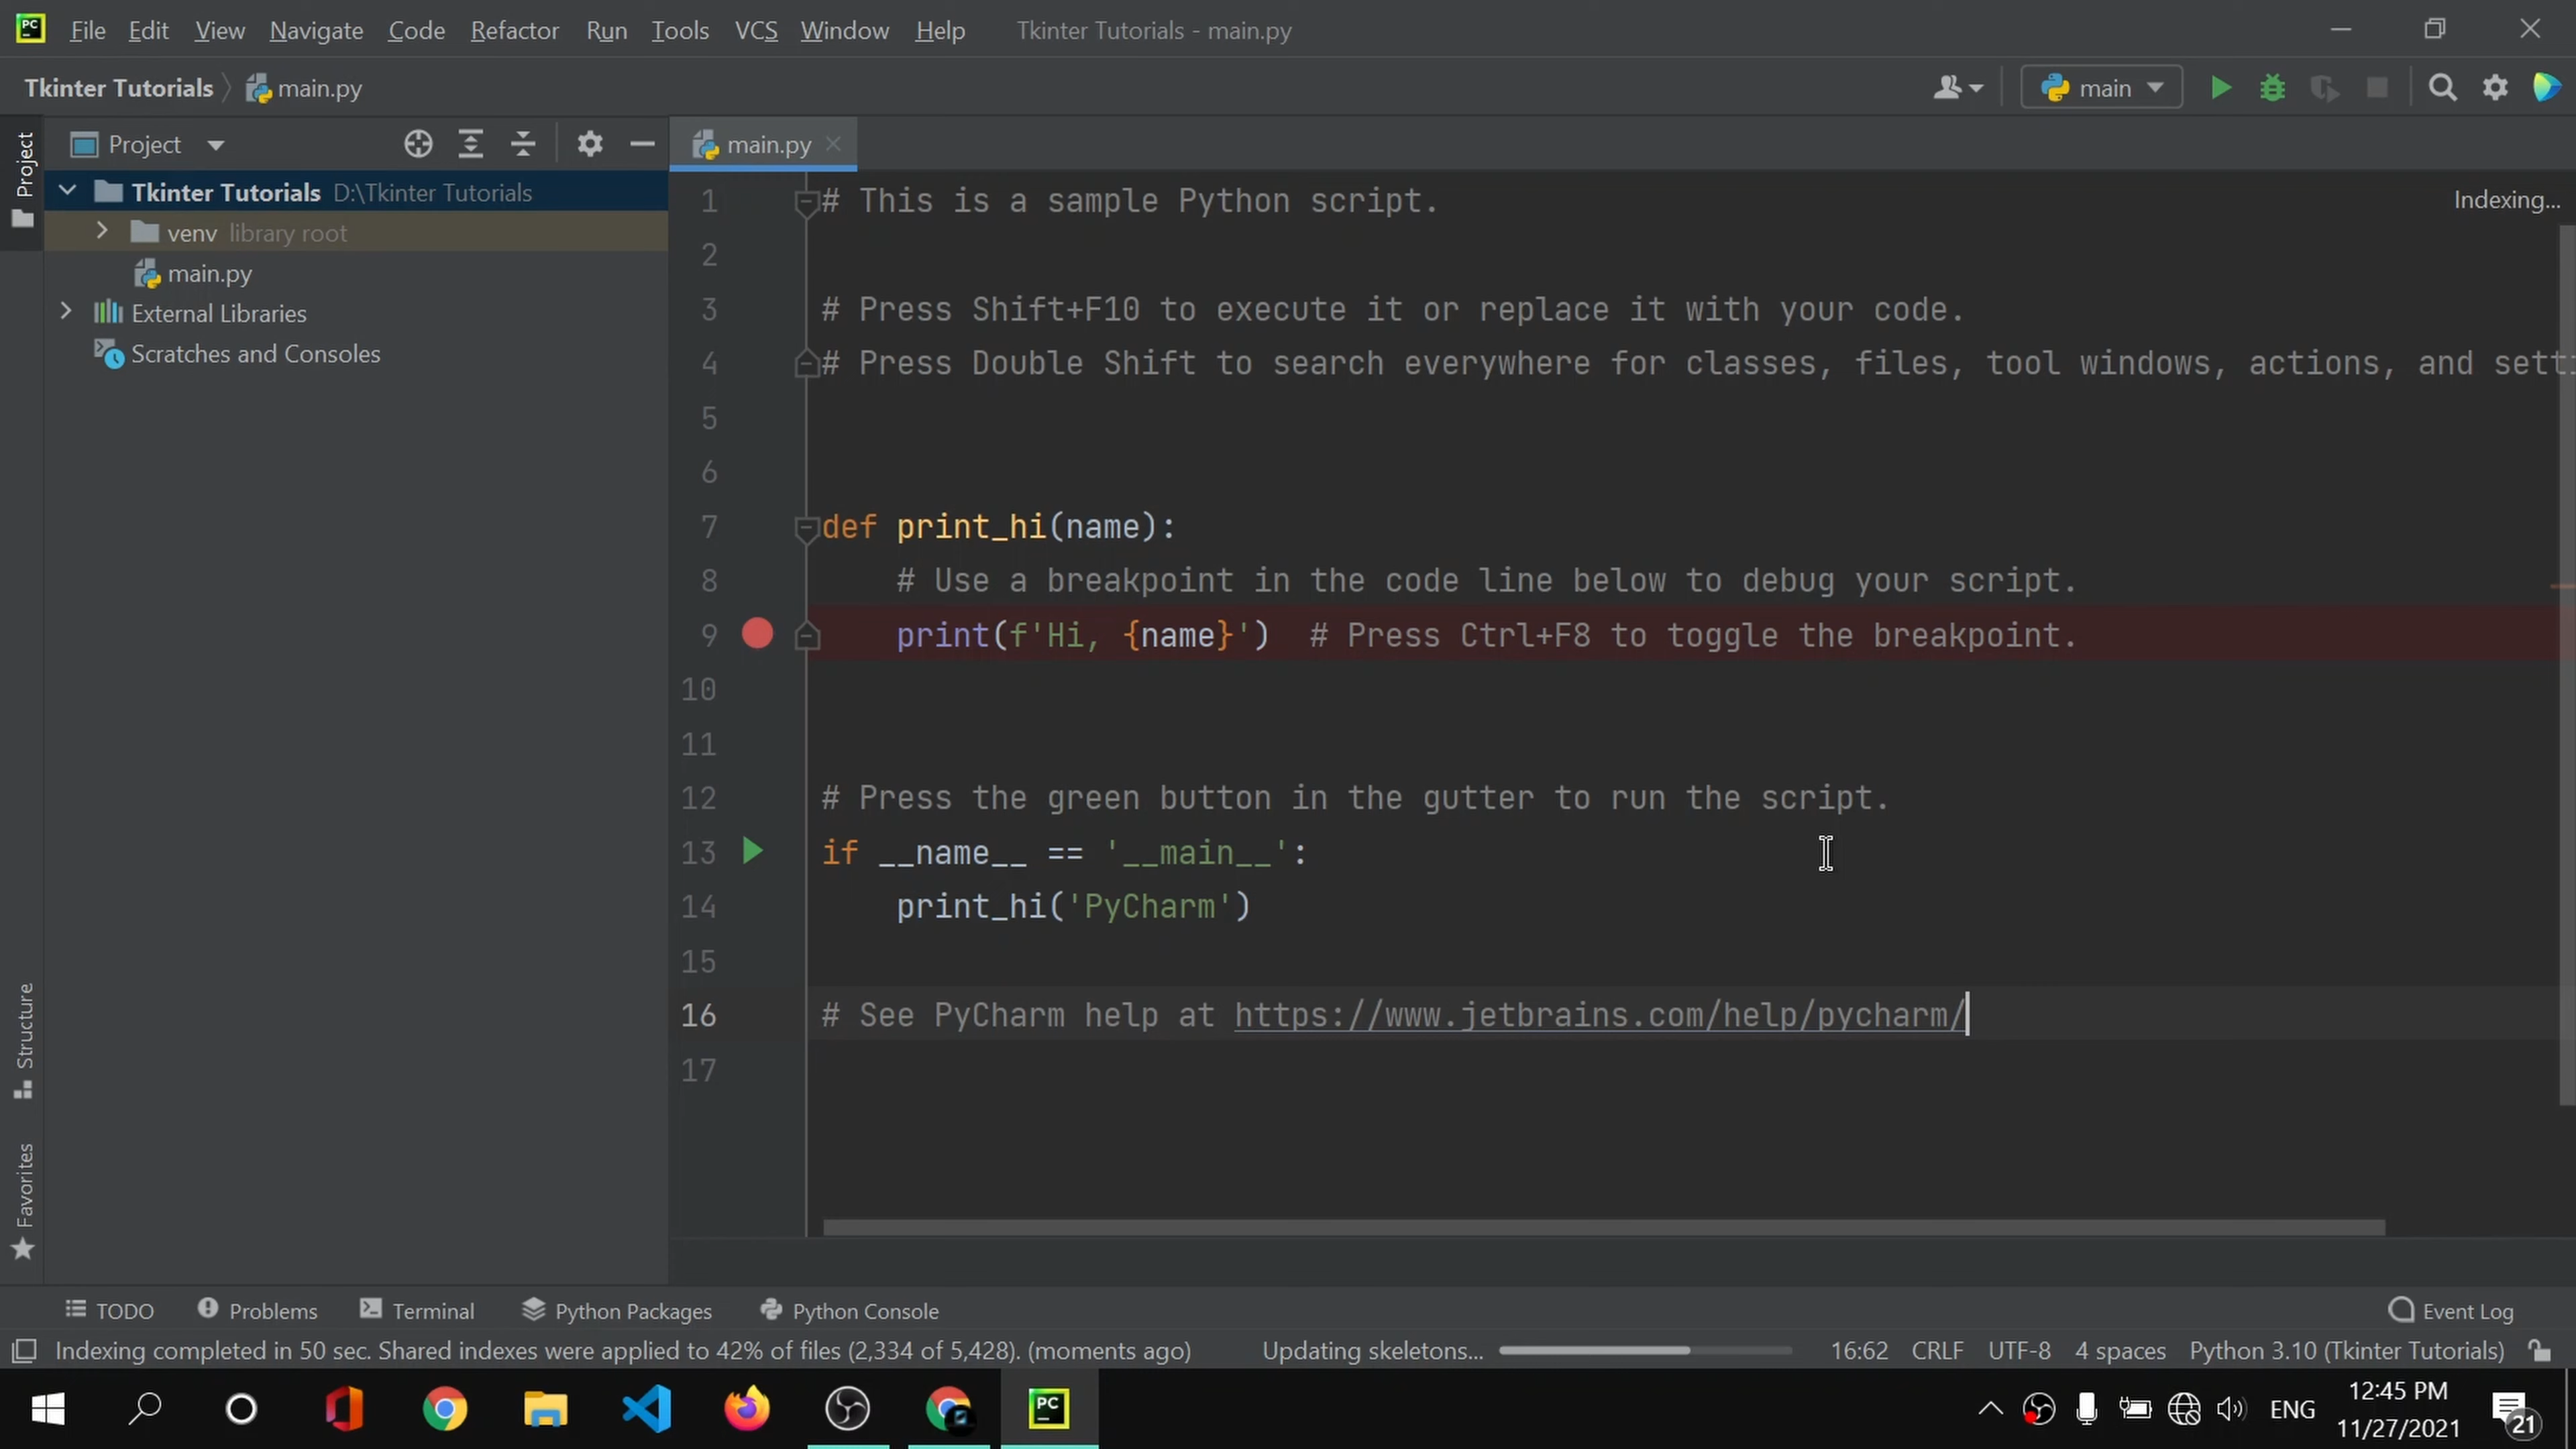 PC File Edit View Navigate Code Refactor Run Tools VCS Window Help Tkinter Tutorials - main.py
Tkinter Tutorials main.py main
Project Project main.py
Tkinter Tutorials D:\Tkinter Tutorials
venv library root
main.py
External Libraries
Scratches and Consoles
Indexing...
1 # This is a sample Python script.
2
3 # Press Shift+F10 to execute it or replace it with your code.
4 # Press Double Shift to search everywhere for classes, files, tool windows, actions, and
5
6
7 def print_hi(name):
8 # Use a breakpoint in the code line below to debug your script.
9 print(f'Hi, {name}') # Press Ctrl+F8 to toggle the breakpoint.
10
11
12 # Press the green button in the gutter to run the script.
13 if __name__ == '__main__':
14 print_hi('PyCharm')
15
16 # See PyCharm help at https://www.jetbrains.com/help/pycharm/
17
Structure
Favorites
TODO Problems Terminal Python Packages Python Console Event Log
Indexing completed in 50 sec. Shared indexes were applied to 42% of files (2,334 of 5,428). (moments ago) Updating skeletons... 16:62 CRLF UTF-8 4 spaces Python 3.10 (Tkinter Tutorials)
PC ENG 12:45 PM
11/27/2021 21